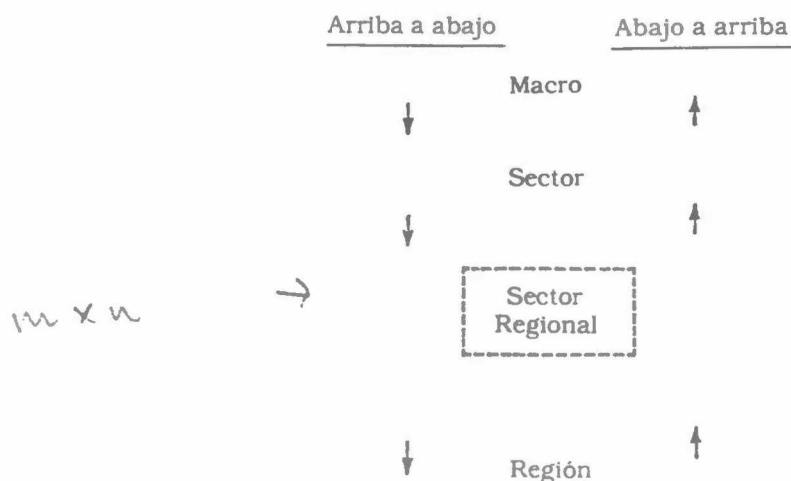 Arriba a abajo Abajo a arriba
Macro
Sector
Sector
Regional
m x n
Región